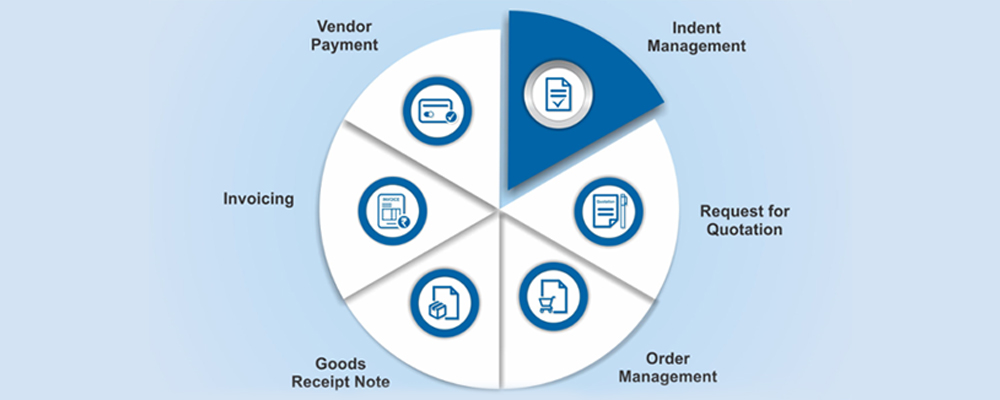 Vendor
Payment
Indent
Management
Invoicing
INVOICE
Quotation
Request for
Quotation
Goods
Receipt Note
Order
Management